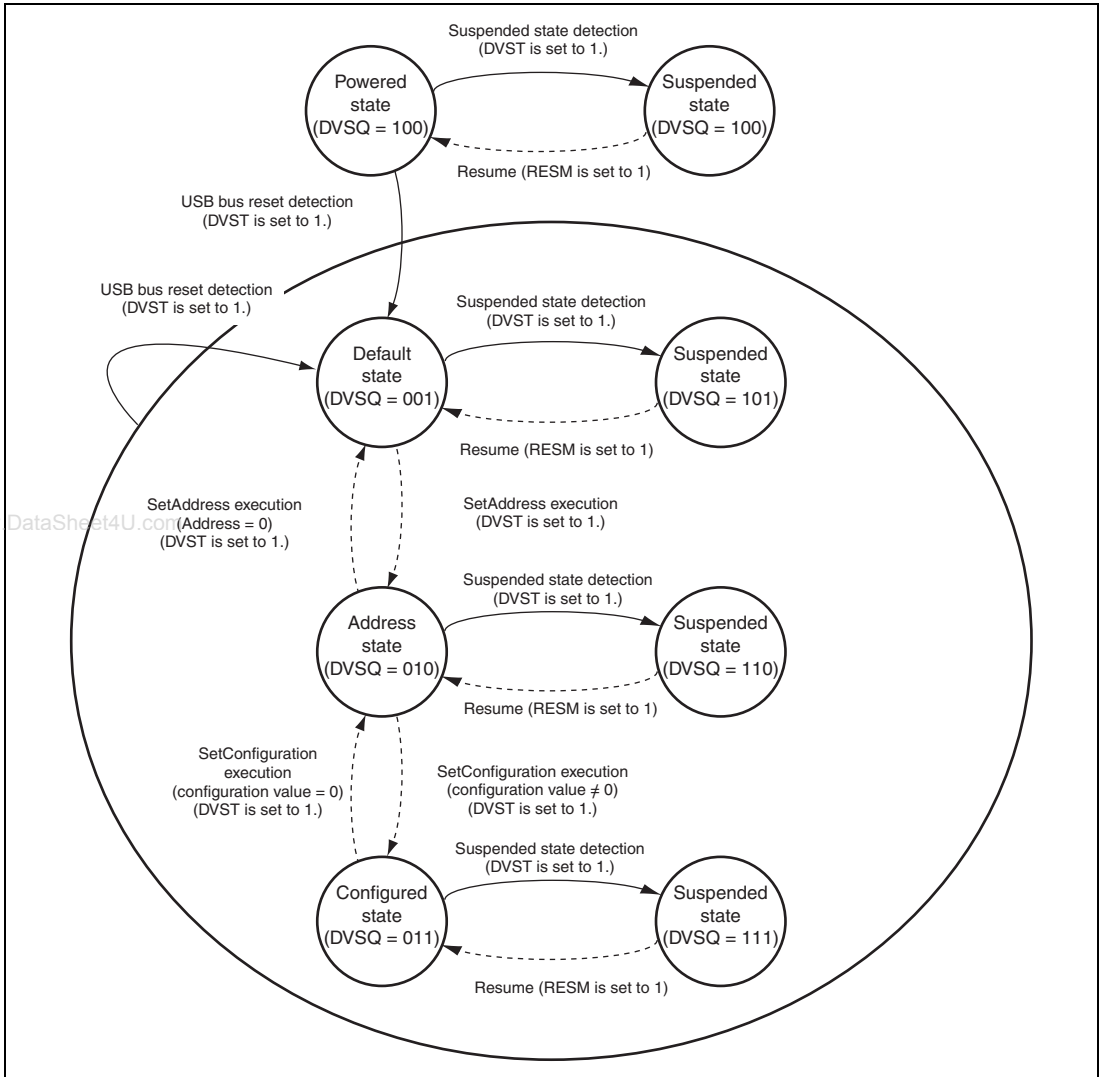 Suspended state detection
(DVST is set to 1.)
Powered
state
(DVSQ = 100)
Suspended
state
(DVSQ = 100)
Resume (RESM is set to 1)
USB bus reset detection
(DVST is set to 1.)
USB bus reset detection
(DVST is set to 1.)
Suspended state detection
(DVST is set to 1.)
Default
state
(DVSQ = 001)
Suspended
state
(DVSQ = 101)
Resume (RESM is set to 1)
SetAddress execution
(Address = 0)
(DVST is set to 1.)
SetAddress execution
(DVST is set to 1.)
DataSheet4U.com
Suspended state detection
(DVST is set to 1.)
Address
state
(DVSQ = 010)
Suspended
state
(DVSQ = 110)
Resume (RESM is set to 1)
SetConfiguration
execution
(configuration value = 0)
(DVST is set to 1.)
SetConfiguration execution
(configuration value ≠ 0)
(DVST is set to 1.)
Suspended state detection
(DVST is set to 1.)
Configured
state
(DVSQ = 011)
Suspended
state
(DVSQ = 111)
Resume (RESM is set to 1)